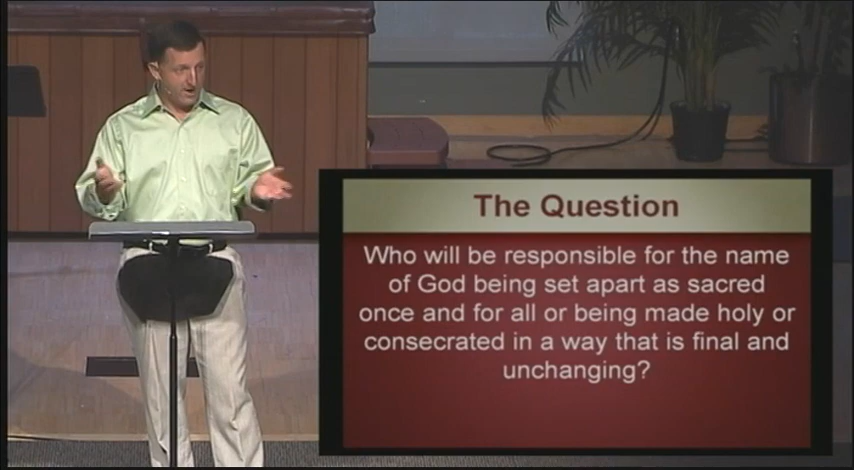 The Question
Who will be responsible for the name
of God being set apart as sacred
once and for all or being made holy or
consecrated in a way that is final and
unchanging?